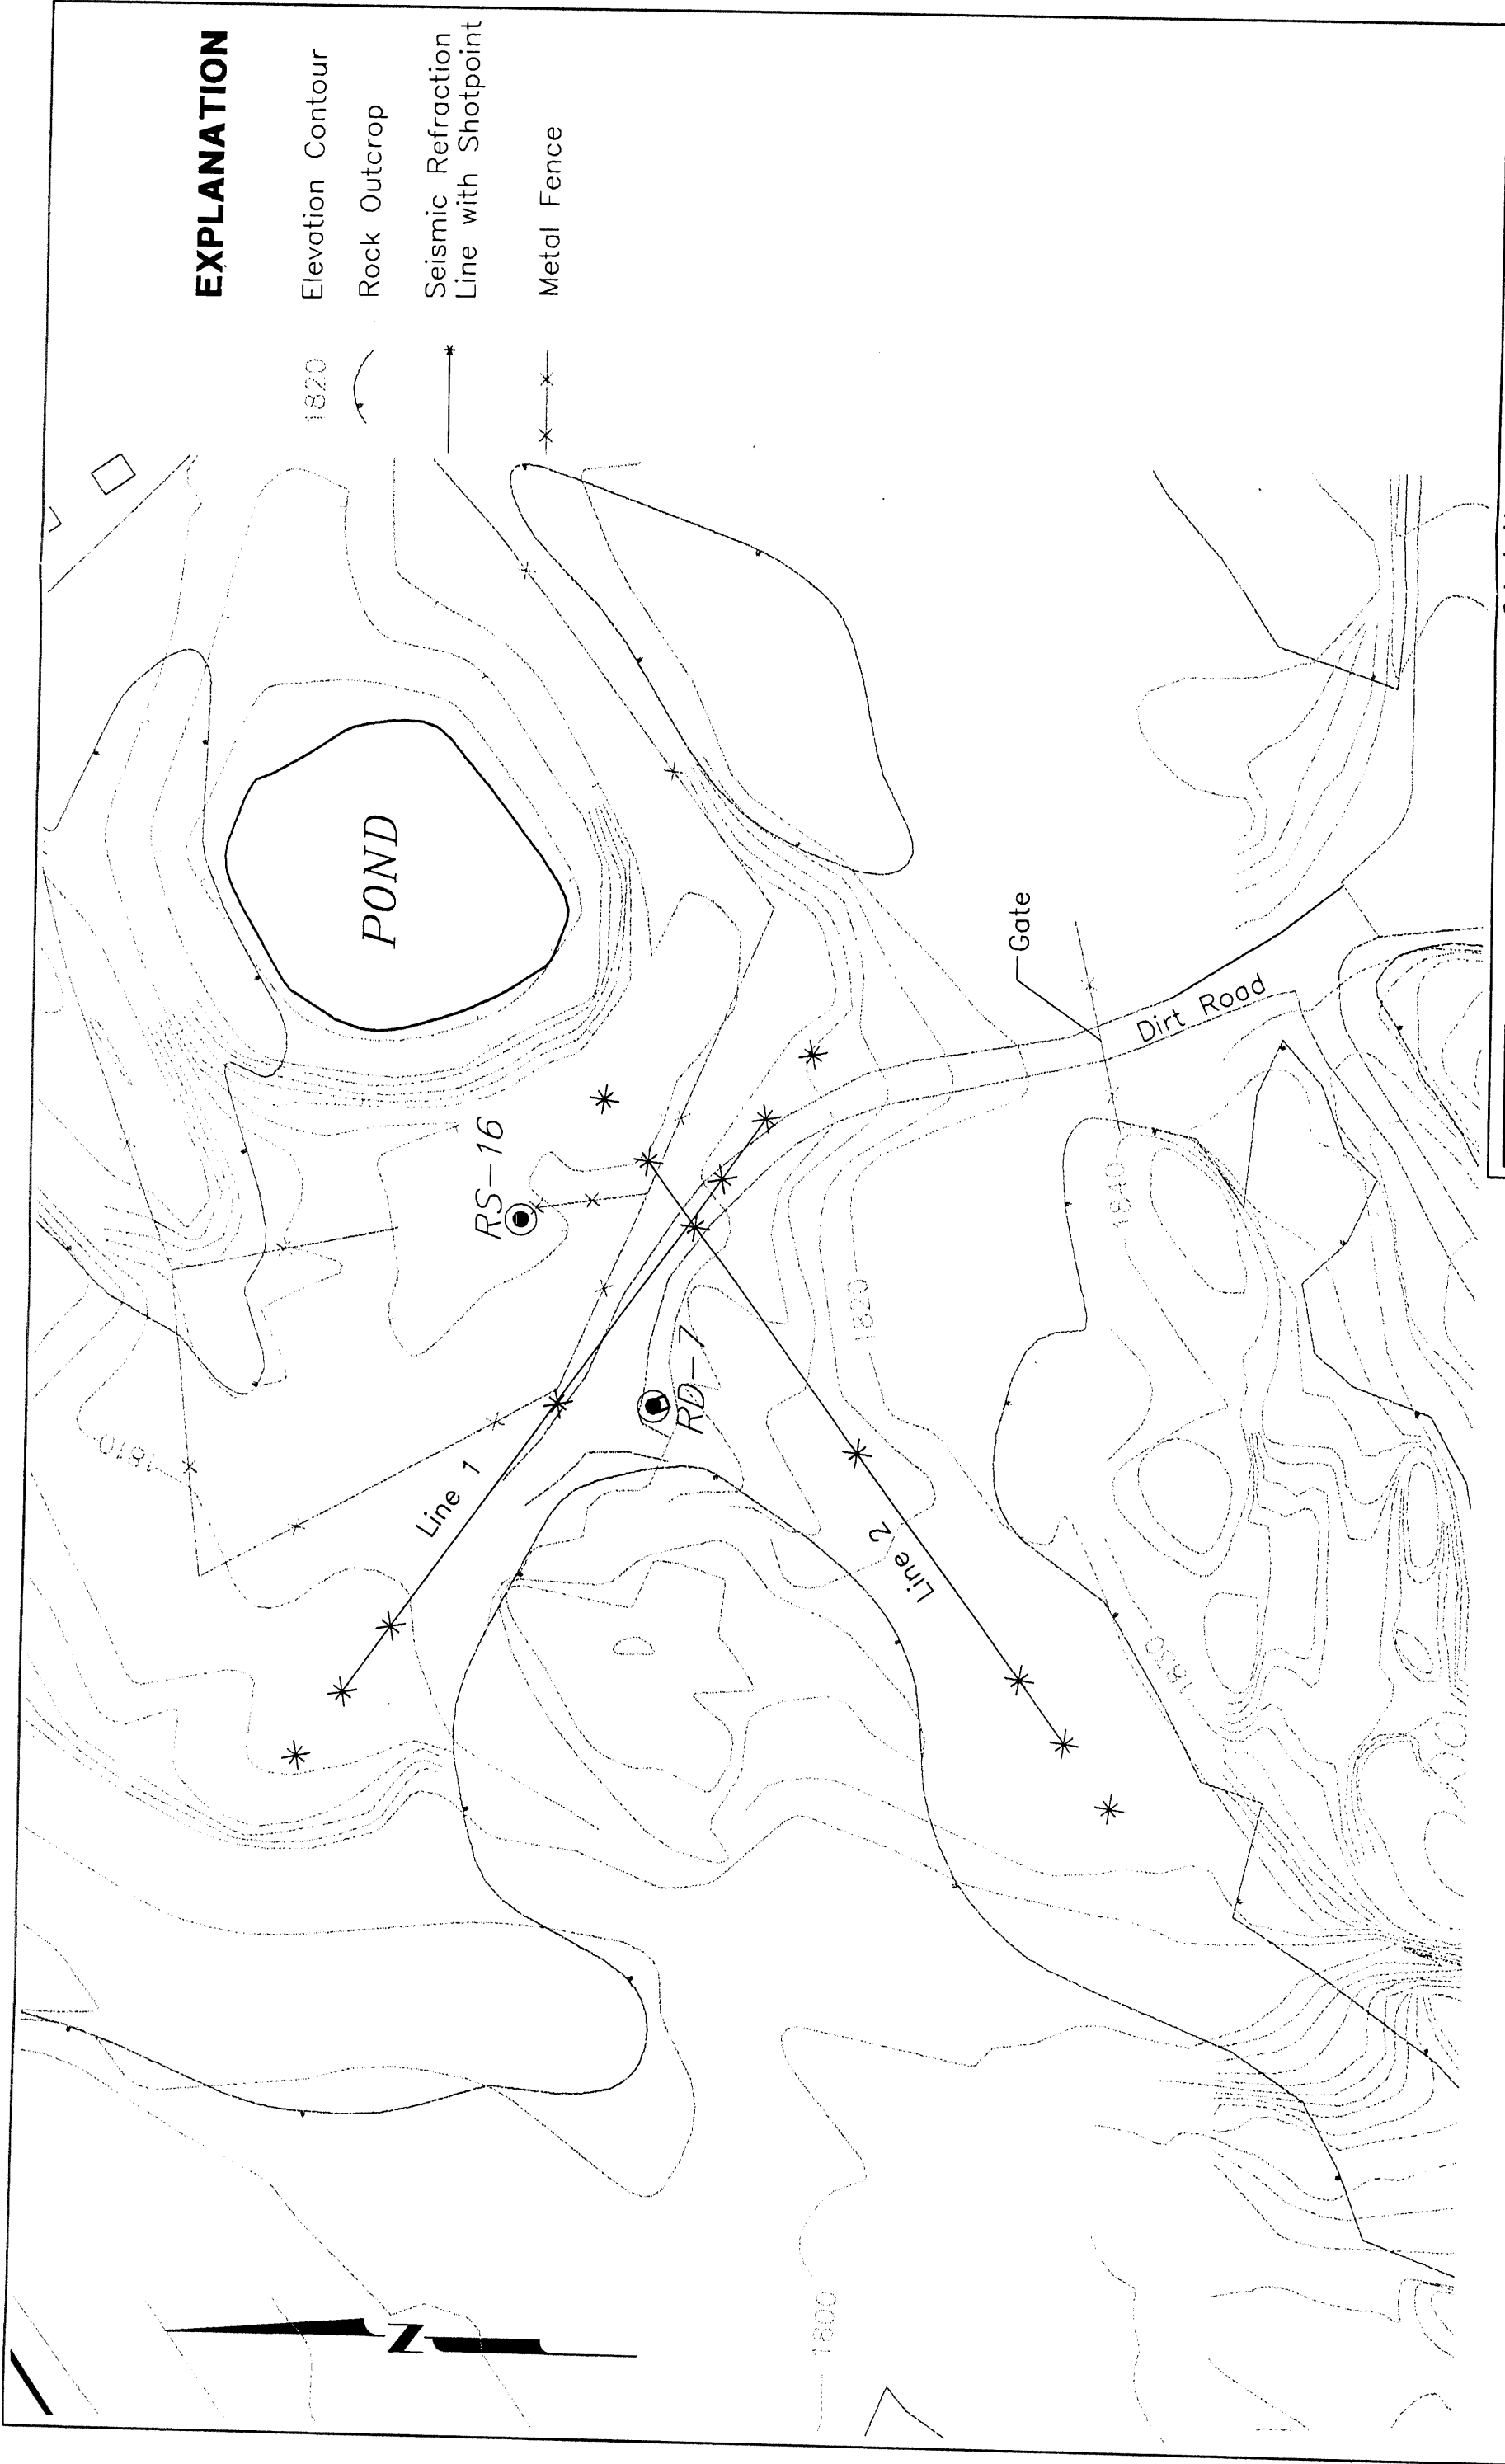 EXPLANATION
1820 Elevation Contour
Rock Outcrop
Seismic Refraction
Line with Shotpoint
Metal Fence
POND
RS-16
Gate
Dirt Road
1840
1820
RD-7
1810
Line 1
Line 2
1830
N
1800